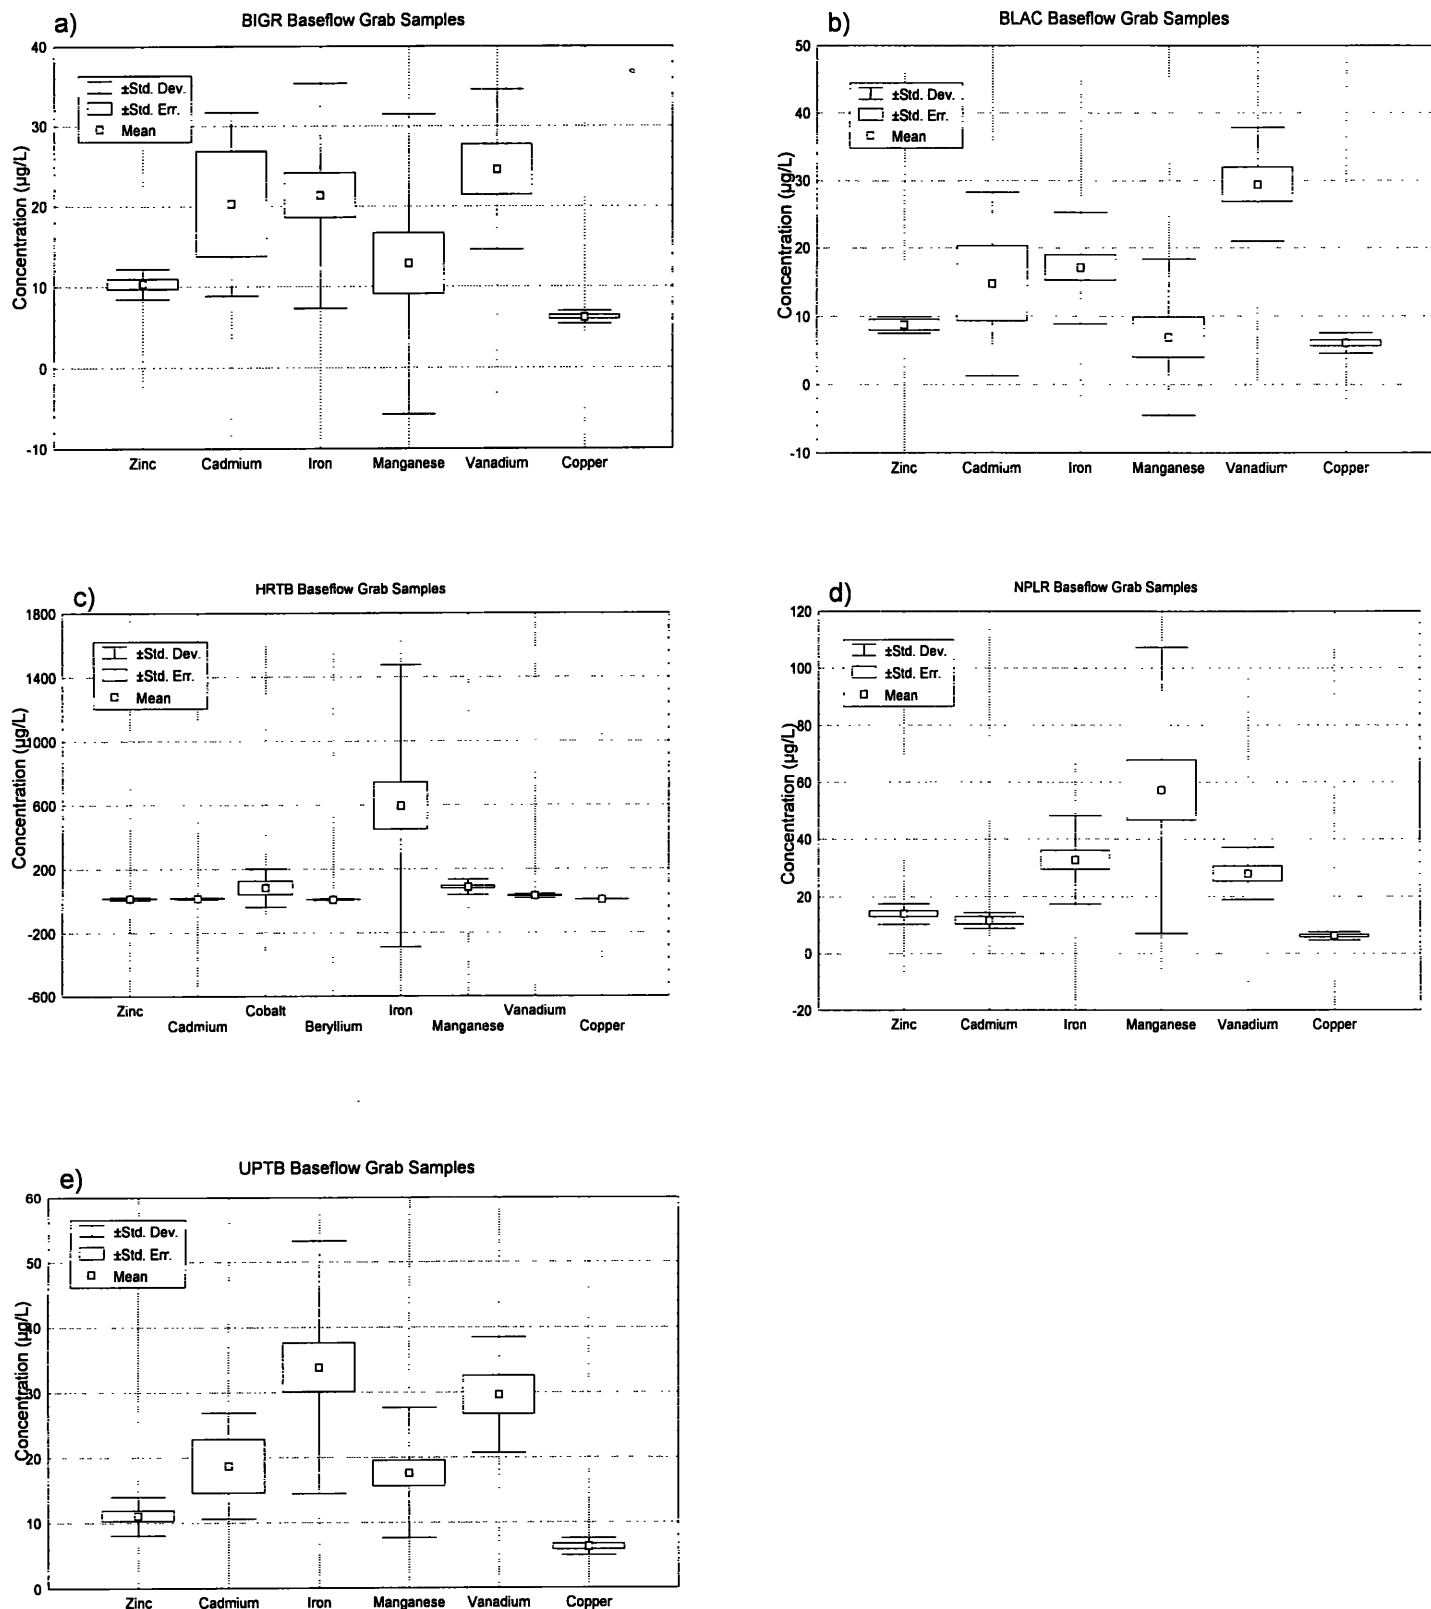 a)
BIGR Baseflow Grab Samples
Concentration (µg/L)
40
30
20
10
0
-10
±Std. Dev.
±Std. Err.
Mean
Zinc Cadmium Iron Manganese Vanadium Copper
b)
BLAC Baseflow Grab Samples
Concentration (µg/L)
50
40
30
20
10
0
-10
±Std. Dev.
±Std. Err.
Mean
Zinc Cadmium Iron Manganese Vanadium Copper
c)
HRTB Baseflow Grab Samples
Concentration (µg/L)
1800
1400
1000
600
200
-200
-600
±Std. Dev.
±Std. Err.
Mean
Zinc Cobalt Iron Vanadium
Cadmium Beryllium Manganese Copper
d)
NPLR Baseflow Grab Samples
Concentration (µg/L)
120
100
80
60
40
20
0
-20
±Std. Dev.
±Std. Err.
Mean
Zinc Cadmium Iron Manganese Vanadium Copper
e)
UPTB Baseflow Grab Samples
Concentration (µg/L)
60
50
40
30
20
10
0
±Std. Dev.
±Std. Err.
Mean
Zinc Cadmium Iron Manganese Vanadium Copper